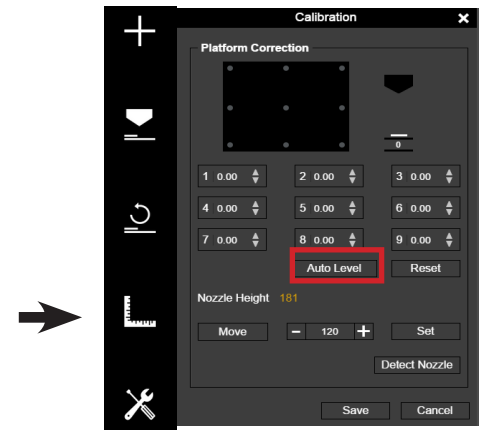 Calibration ×
Platform Correction
0
1 0.00 2 0.00 3 0.00
4 0.00 5 0.00 6 0.00
7 0.00 8 0.00 9 0.00
Auto Level Reset
Nozzle Height 181
Move − 120 + Set
Detect Nozzle
Save Cancel